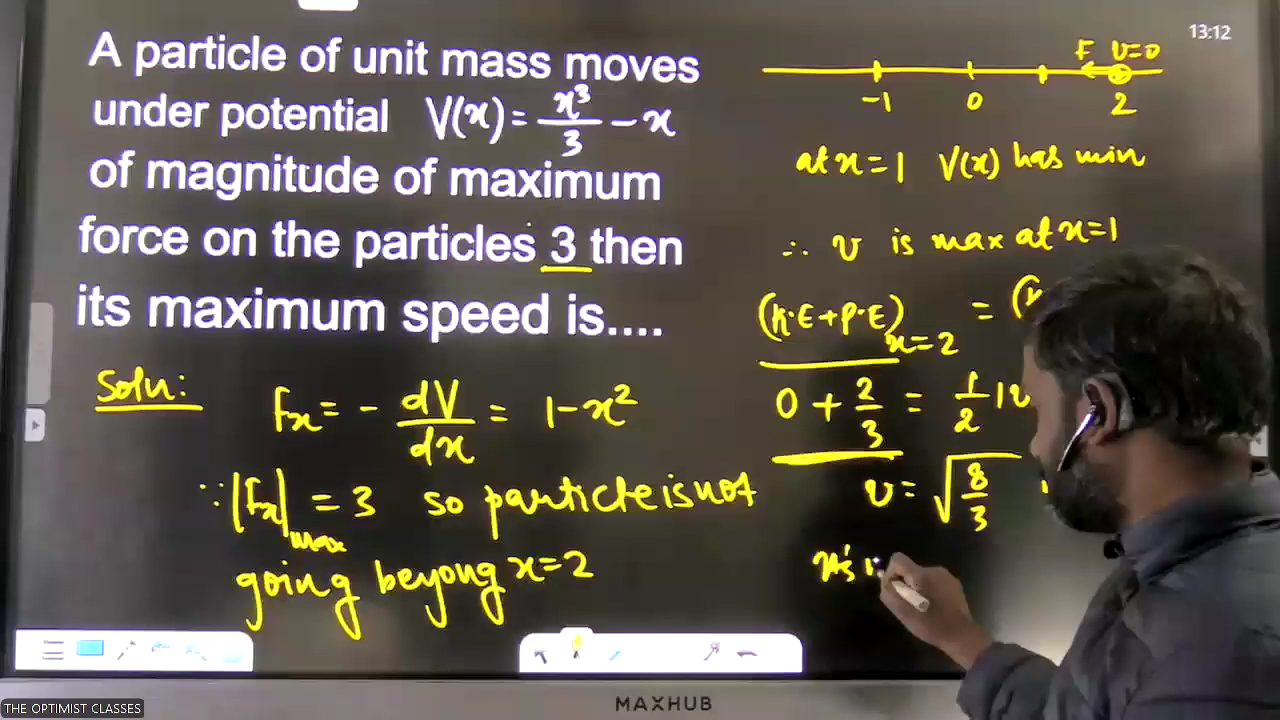 13:12
A particle of unit mass moves
under potential V(x) = x³/3 - x
of magnitude of maximum
force on the particles 3 then
its maximum speed is....
Soln:
Fx = - dV/dx = 1-x²
∵ |Fx|max = 3 so particle is not
going beyong x=2
F v=0
-1 0 2
at x=1 V(x) has min
∴ v is max at x=1
(K.E+P.E)x=2 = (
0 + 2/3 = 1/2 1v
v = √8/3
THE OPTIMIST CLASSES
MAXHUB